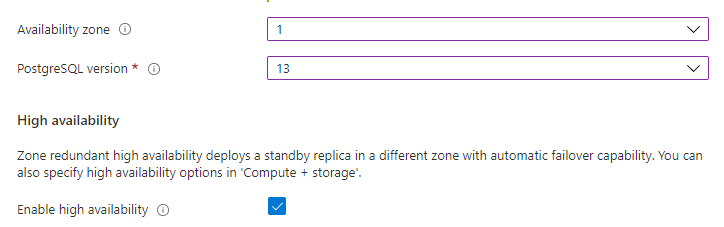 Availability zone
1
PostgreSQL version *
13
High availability
Zone redundant high availability deploys a standby replica in a different zone with automatic failover capability. You can
also specify high availability options in 'Compute + storage'.
Enable high availability